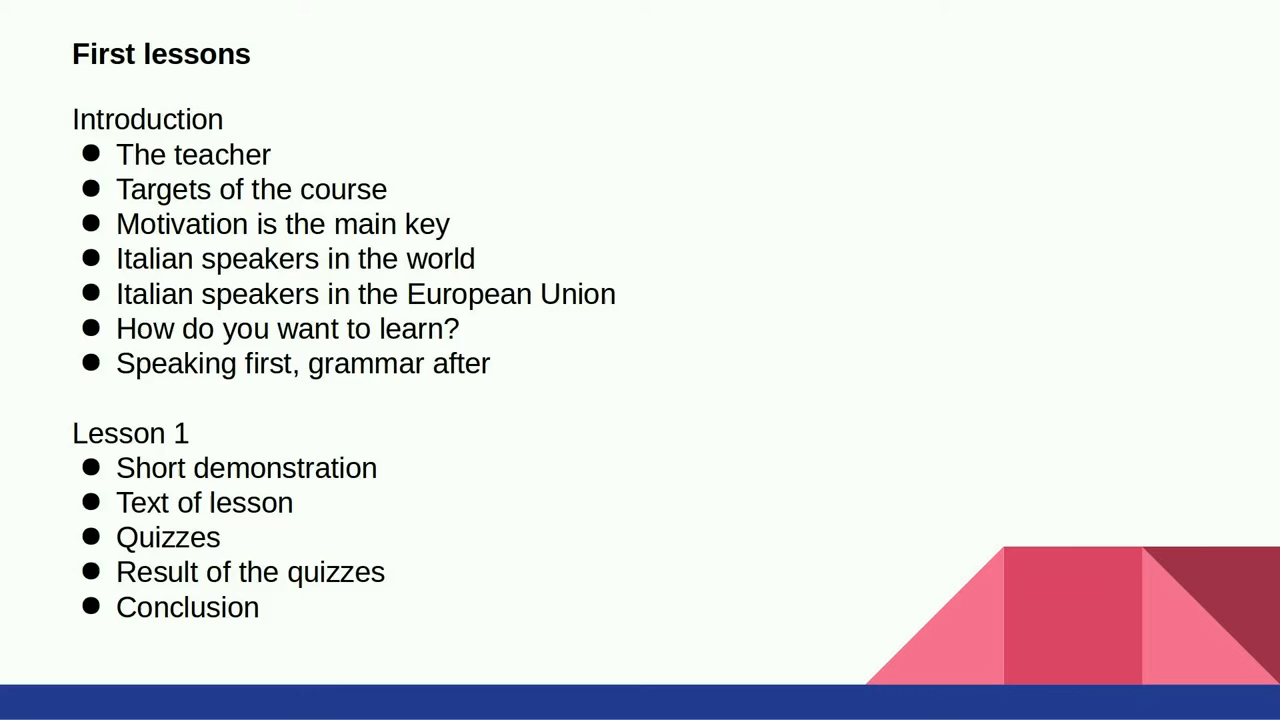 First lessons
Introduction
● The teacher
● Targets of the course
● Motivation is the main key
● Italian speakers in the world
● Italian speakers in the European Union
● How do you want to learn?
● Speaking first, grammar after
Lesson 1
● Short demonstration
● Text of lesson
● Quizzes
● Result of the quizzes
● Conclusion